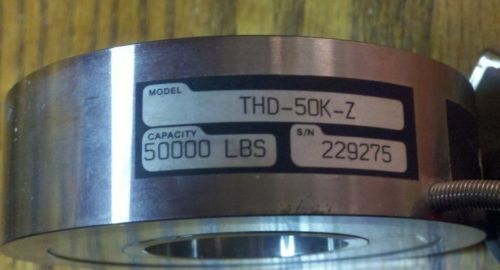 MODEL
THD-50K-Z
CAPACITY
50000 LBS
S/N
229275